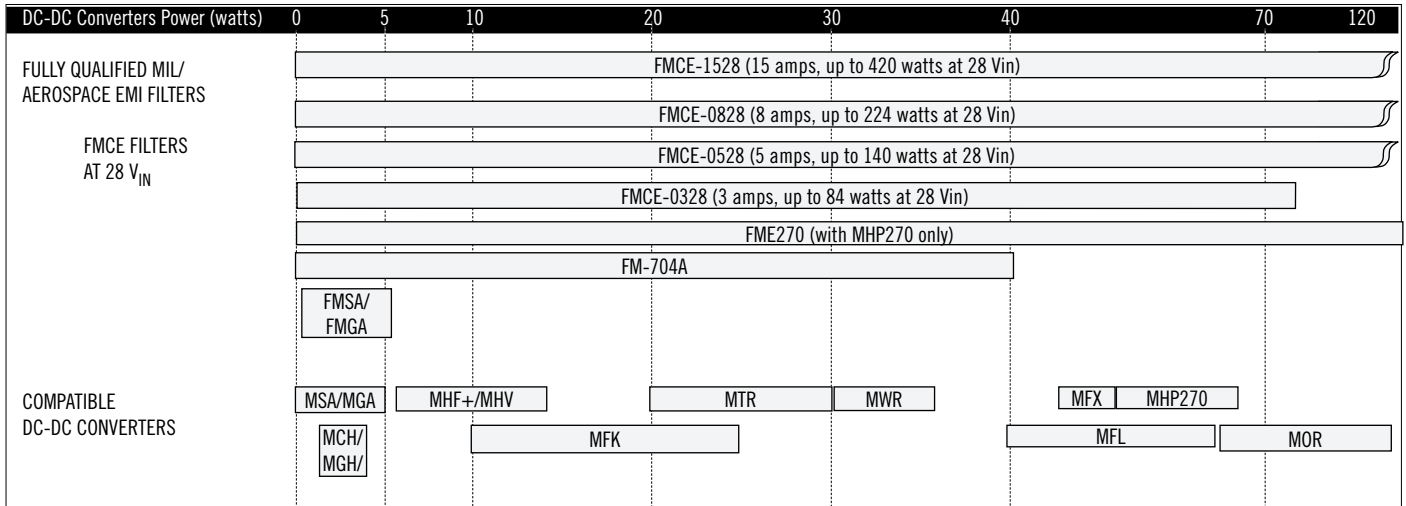 DC-DC Converters Power (watts) 0 5 10 20 30 40 70 120
FULLY QUALIFIED MIL/
AEROSPACE EMI FILTERS
FMCE FILTERS
AT 28 VIN
FMCE-1528 (15 amps, up to 420 watts at 28 Vin)
FMCE-0828 (8 amps, up to 224 watts at 28 Vin)
FMCE-0528 (5 amps, up to 140 watts at 28 Vin)
FMCE-0328 (3 amps, up to 84 watts at 28 Vin)
FME270 (with MHP270 only)
FM-704A
FMSA/
FMGA
COMPATIBLE
DC-DC CONVERTERS
MSA/MGA MHF+/MHV MTR MWR MFX MHP270
MCH/
MGH/
MFK MFL MOR